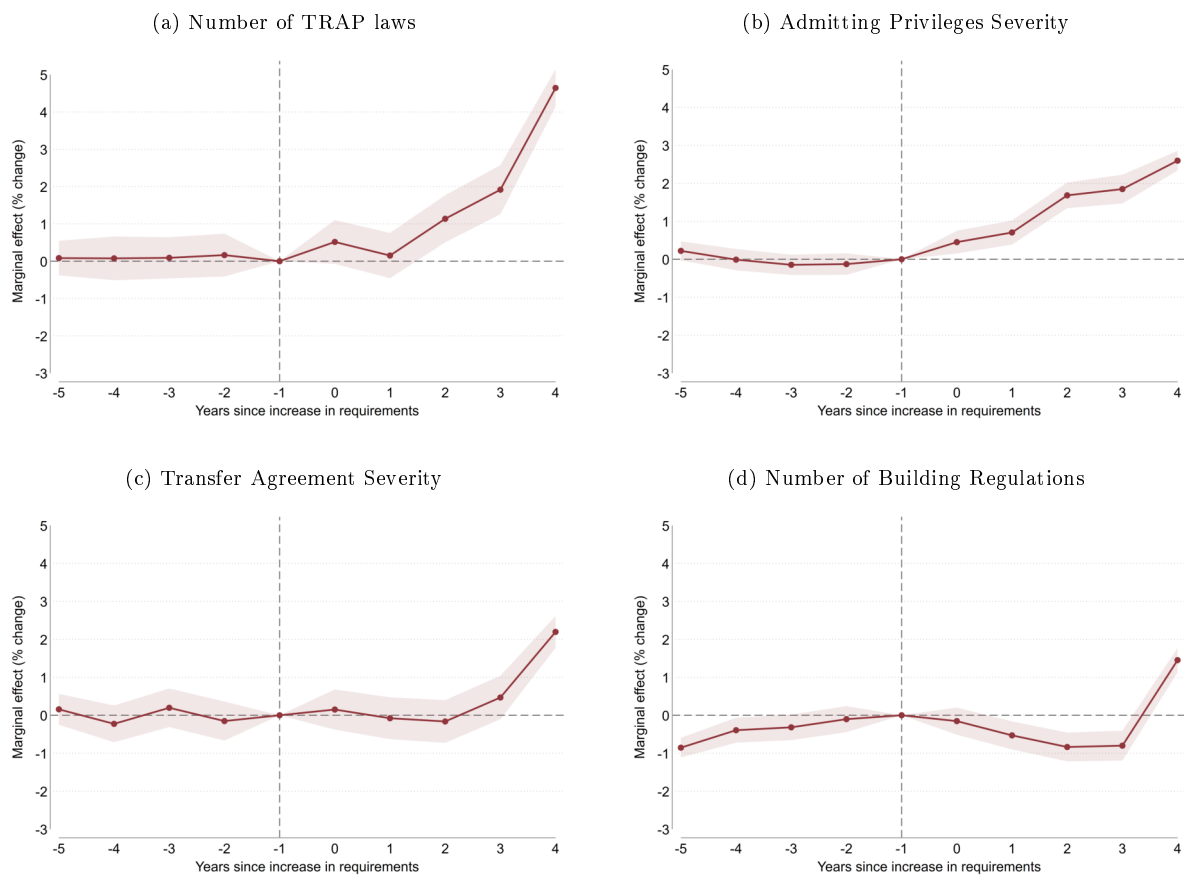 (a) Number of TRAP laws
Marginal effect (% change)
5
4
3
2
1
0
-1
-2
-3
-5 -4 -3 -2 -1 0 1 2 3 4
Years since increase in requirements
(b) Admitting Privileges Severity
Marginal effect (% change)
5
4
3
2
1
0
-1
-2
-3
-5 -4 -3 -2 -1 0 1 2 3 4
Years since increase in requirements
(c) Transfer Agreement Severity
Marginal effect (% change)
5
4
3
2
1
0
-1
-2
-3
-5 -4 -3 -2 -1 0 1 2 3 4
Years since increase in requirements
(d) Number of Building Regulations
Marginal effect (% change)
5
4
3
2
1
0
-1
-2
-3
-5 -4 -3 -2 -1 0 1 2 3 4
Years since increase in requirements